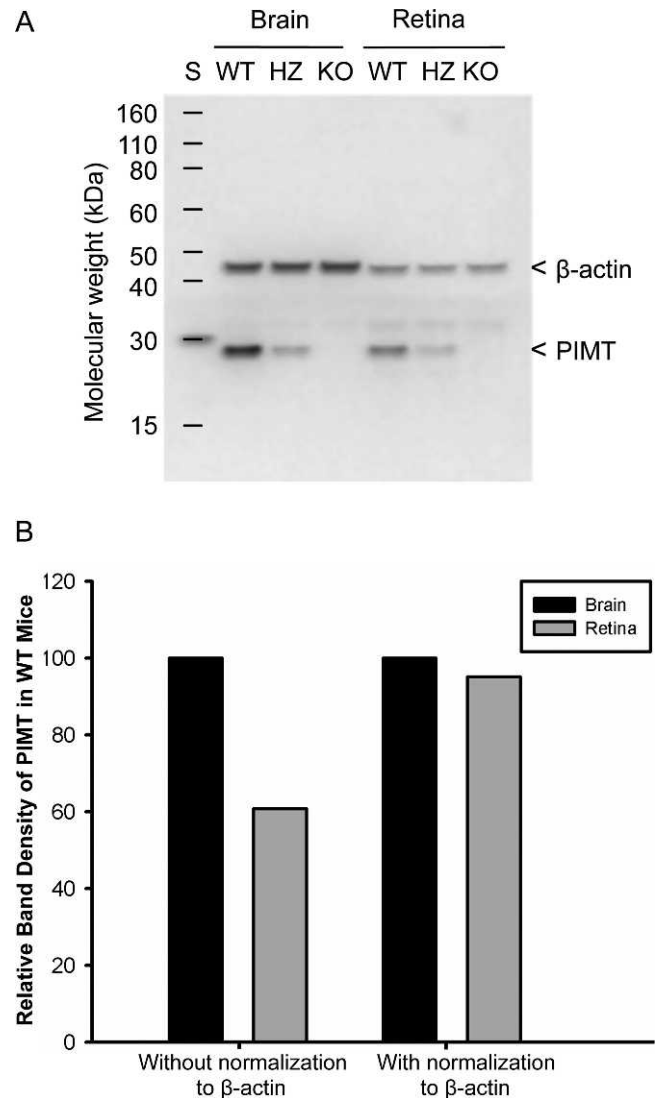 A
Brain Retina
S WT HZ KO WT HZ KO
Molecular weight (kDa)
160
110
80
60
50
40
30
15
< β-actin
< PIMT
B
Relative Band Density of PIMT in WT Mice
120
100
80
60
40
20
0
Brain
Retina
Without normalization
to β-actin
With normalization
to β-actin